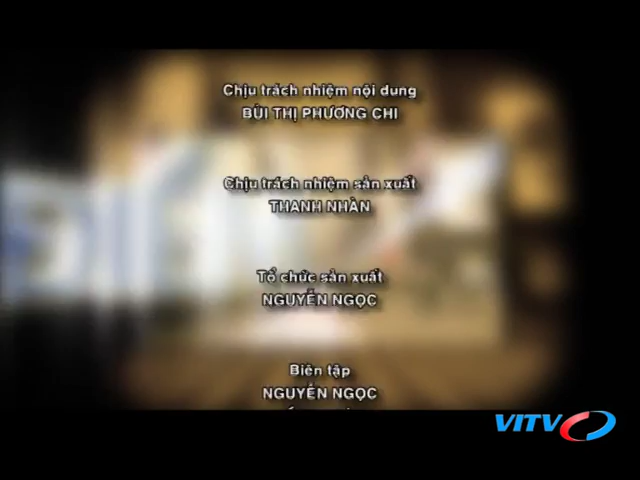 Chịu trách nhiệm nội dung
BÙI THỊ PHƯƠNG CHI
Chịu trách nhiệm sản xuất
THANH NHÀN
Tổ chức sản xuất
NGUYỄN NGỌC
Biên tập
NGUYỄN NGỌC
VITV